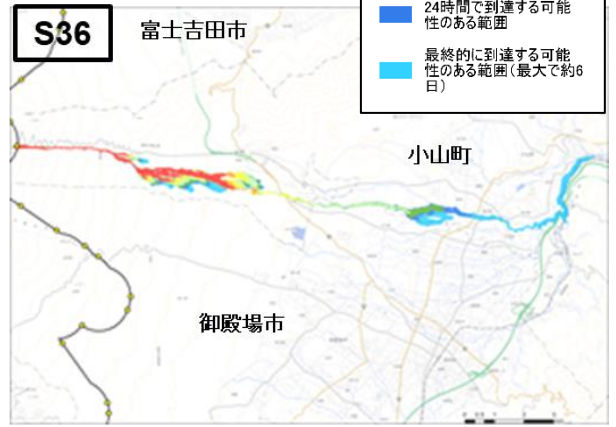 S36
富士吉田市
24時間で到達する可能
性のある範囲
最終的に到達する可能
性のある範囲(最大で約6
日)
小山町
御殿場市